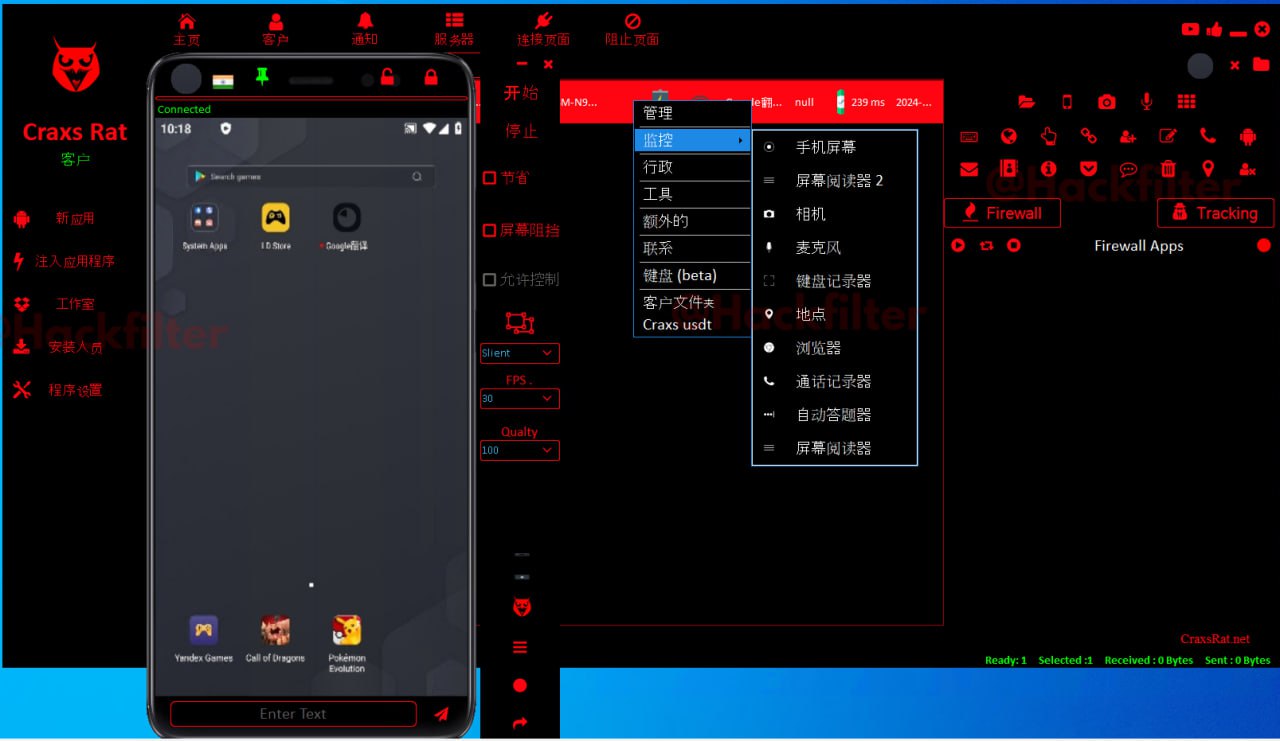 主页
客户
通知
服务器
连接页面
阻止页面
Craxs Rat
客户
新应用
注入应用程序
工作室
安装人员
程序设置
Connected
10:18
Search games
System Apps
LD Store
Google翻译
Yandex Games
Call of Dragons
Pokémon
Evolution
Enter Text
开始
停止
节省
屏幕阻挡
允许控制
Slient
FPS .
30
Qualty
100
M-N9...
null
239 ms
2024-...
管理
监控
行政
工具
额外的
联系
键盘 (beta)
客户文件夹
Craxs usdt
手机屏幕
屏幕阅读器 2
相机
麦克风
键盘记录器
地点
浏览器
通话记录器
自动答题器
屏幕阅读器
@Hackfilter
Firewall
Tracking
Firewall Apps
@Hackfilter
@Hackfilter
CraxsRat.net
Ready: 1 Selected :1 Received : 0 Bytes Sent : 0 Bytes